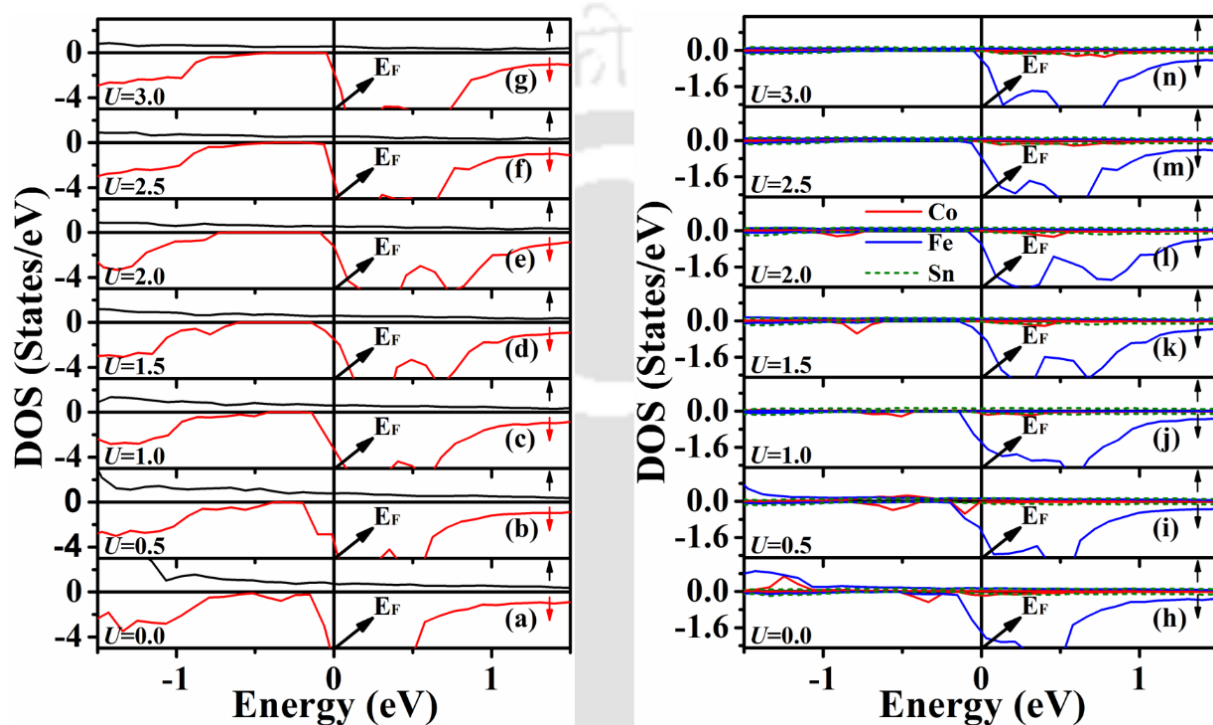 DOS (States/eV)
0
-4
U=3.0
E_F
(g)
0
-4
U=2.5
E_F
(f)
0
-4
U=2.0
E_F
(e)
0
-4
U=1.5
E_F
(d)
0
-4
U=1.0
E_F
(c)
0
-4
U=0.5
E_F
(b)
0
-4
U=0.0
E_F
(a)
-1 0 1
Energy (eV)
DOS (States/eV)
0.0
-1.6
U=3.0
E_F
(n)
0.0
-1.6
U=2.5
E_F
(m)
0.0
-1.6
U=2.0
Co
Fe
Sn
E_F
(l)
0.0
-1.6
U=1.5
E_F
(k)
0.0
-1.6
U=1.0
E_F
(j)
0.0
-1.6
U=0.5
E_F
(i)
0.0
-1.6
U=0.0
E_F
(h)
-1 0 1
Energy (eV)